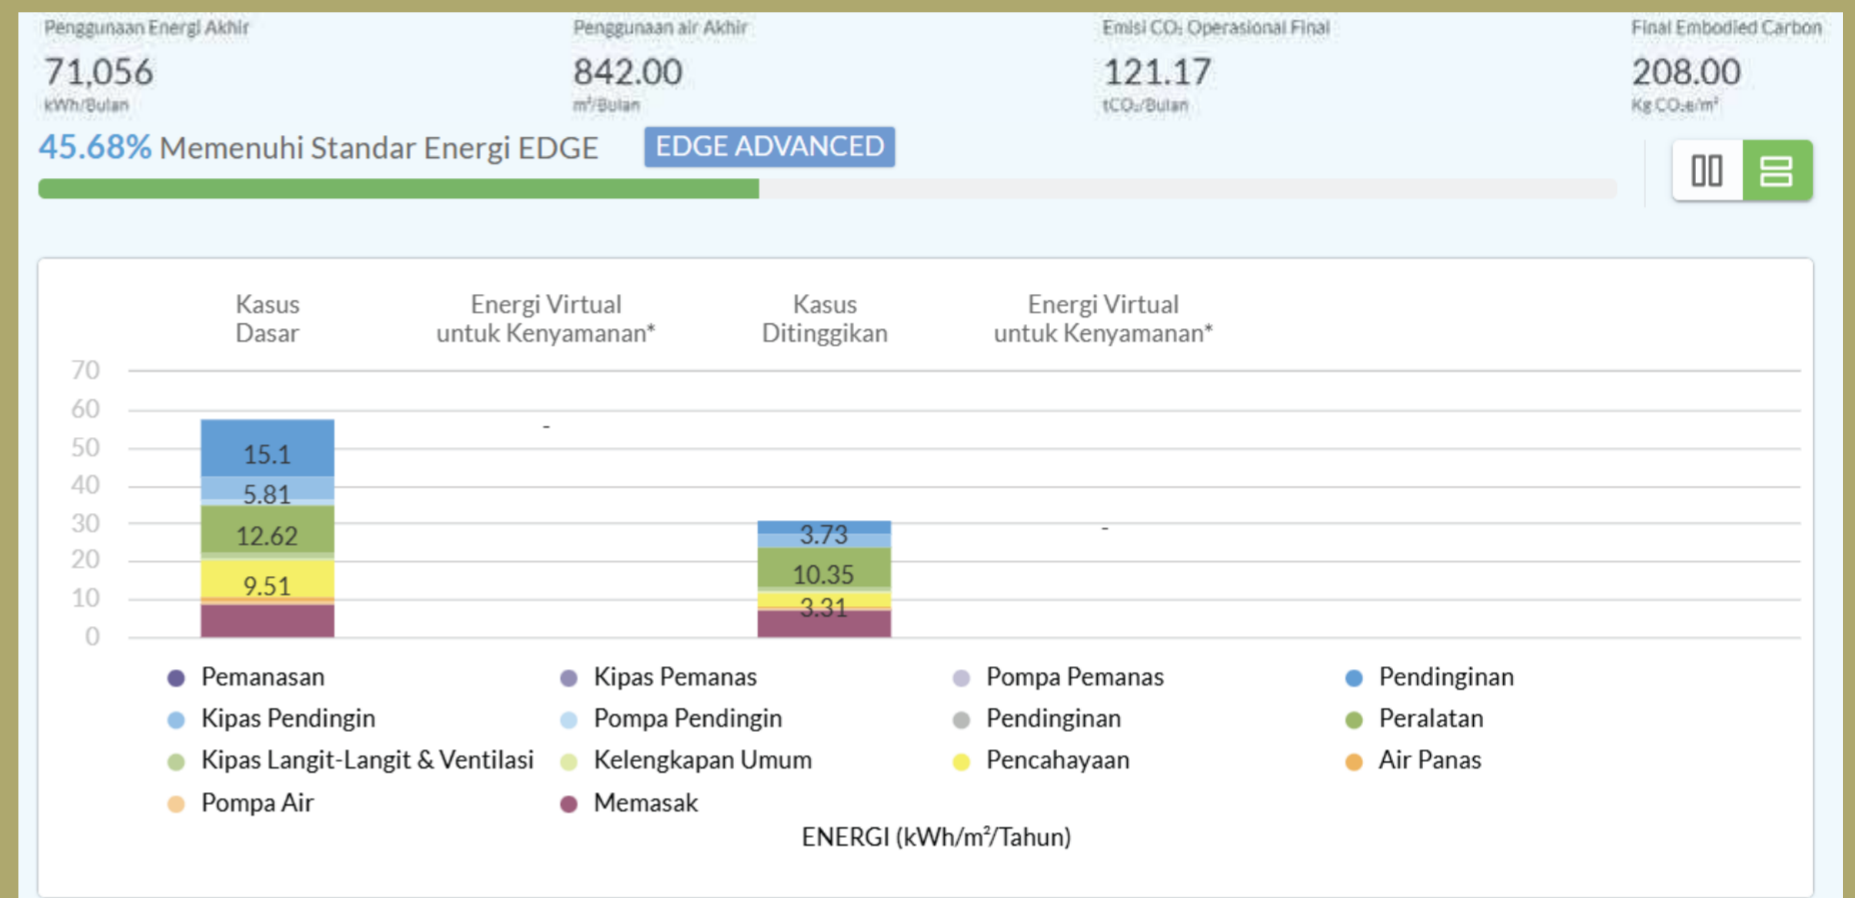 Penggunaan Energi Akhir
Penggunaan air Akhir
Emisi CO₂ Operasional Final
Final Embodied Carbon
71,056
842.00
121.17
208.00
kWh/Bulan
m³/Bulan
tCO₂/Bulan
Kg CO₂e/m²
45.68% Memenuhi Standar Energi EDGE
EDGE ADVANCED
Kasus
Dasar
Energi Virtual
untuk Kenyamanan*
Kasus
Ditinggikan
Energi Virtual
untuk Kenyamanan*
70
60
50
40
30
20
10
0
15.1
5.81
12.62
9.51
-
3.73
10.35
3.31
-
Pemanasan
Kipas Pemanas
Pompa Pemanas
Pendinginan
Kipas Pendingin
Pompa Pendingin
Pendinginan
Peralatan
Kipas Langit-Langit & Ventilasi
Kelengkapan Umum
Pencahayaan
Air Panas
Pompa Air
Memasak
ENERGI (kWh/m²/Tahun)